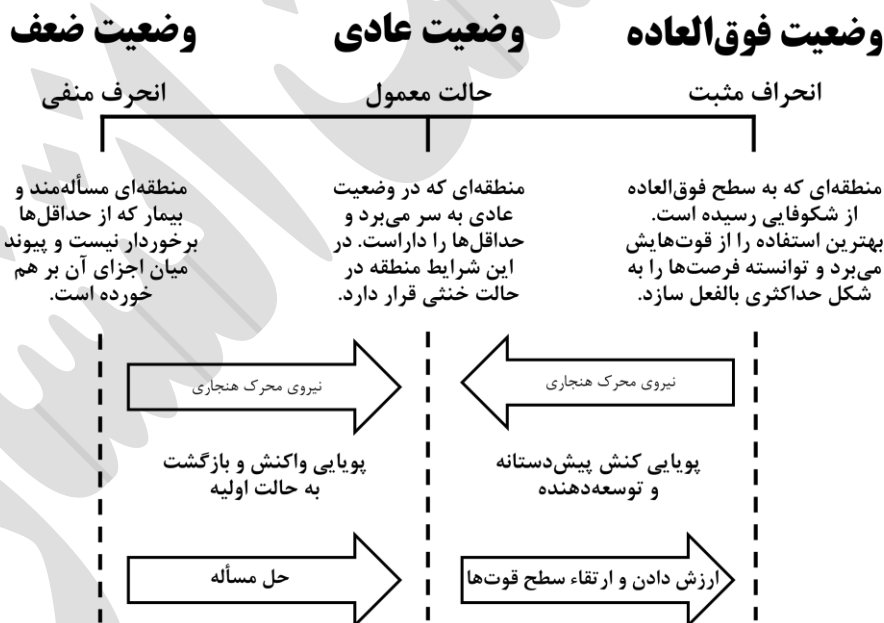 وضعیت فوق‌العاده
وضعیت عادی
وضعیت ضعف
انحراف مثبت
حالت معمول
انحرف منفی
منطقه‌ای که به سطح فوق‌العاده
از شکوفایی رسیده است.
بهترین استفاده را از قوت‌هایش
می‌برد و توانسته فرصت‌ها را به
شکل حداکثری بالفعل سازد.
منطقه‌ای که در وضعیت
عادی به سر می‌برد و
حداقل‌ها را داراست. در
این شرایط منطقه در
حالت خنثی قرار دارد.
منطقه‌ای مسأله‌مند و
بیمار که از حداقل‌ها
برخوردار نیست و پیوند
میان اجزای آن بر هم
خورده است.
نیروی محرک هنجاری
نیروی محرک هنجاری
پویایی کنش پیش‌دستانه
و توسعه‌دهنده
پویایی واکنش و بازگشت
به حالت اولیه
ارزش دادن و ارتقاء سطح قوت‌ها
حل مسأله